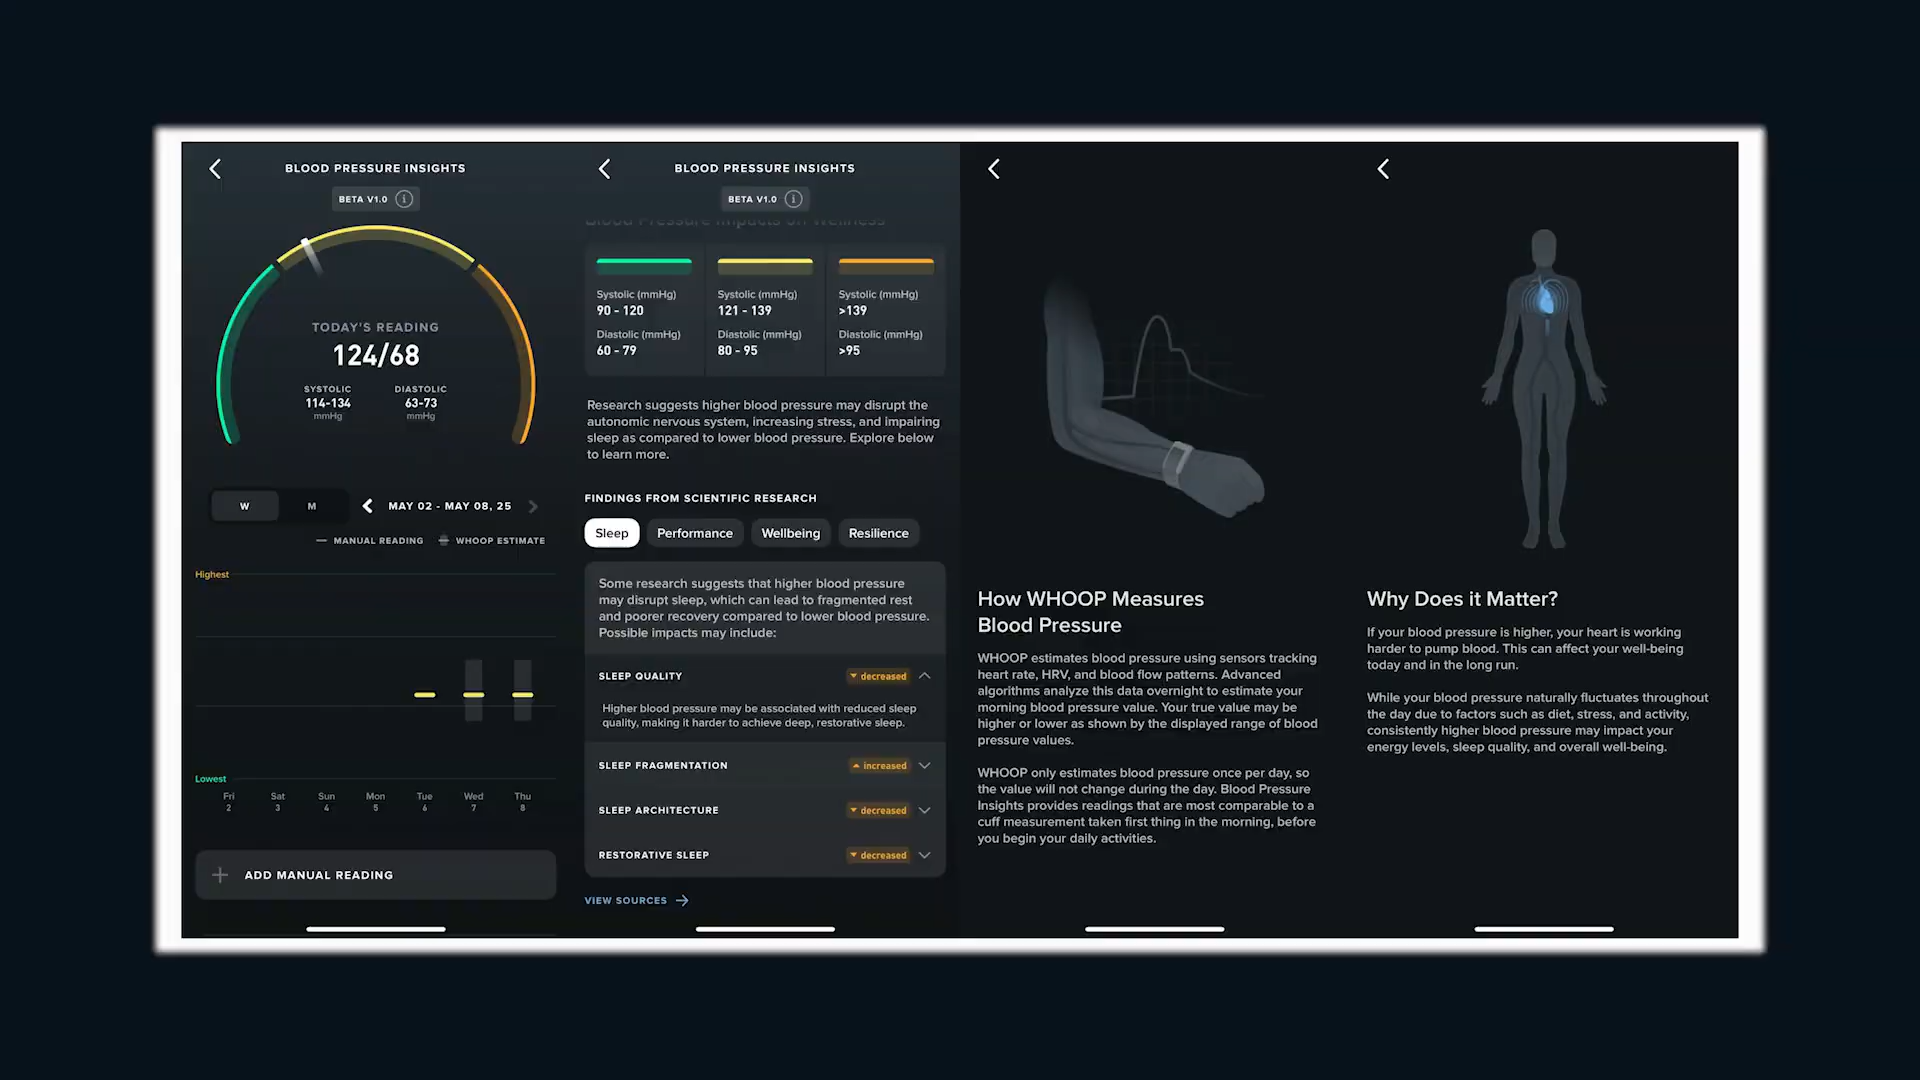 BLOOD PRESSURE INSIGHTS
BETA V1.0
TODAY'S READING
124/68
SYSTOLIC
114-134
mmHg
DIASTOLIC
63-73
mmHg
W
M
MAY 02 - MAY 08, 25
MANUAL READING
WHOOP ESTIMATE
Highest
Lowest
Fri Sat Sun Mon Tue Wed Thu
2 3 4 5 6 7 8
ADD MANUAL READING
BLOOD PRESSURE INSIGHTS
BETA V1.0
Blood Pressure Impacts on Wellness
Systolic (mmHg)
90 - 120
Diastolic (mmHg)
60 - 79
Systolic (mmHg)
121 - 139
Diastolic (mmHg)
80 - 95
Systolic (mmHg)
>139
Diastolic (mmHg)
>95
Research suggests higher blood pressure may disrupt the
autonomic nervous system, increasing stress, and impairing
sleep as compared to lower blood pressure. Explore below
to learn more.
FINDINGS FROM SCIENTIFIC RESEARCH
Sleep
Performance
Wellbeing
Resilience
Some research suggests that higher blood pressure
may disrupt sleep, which can lead to fragmented rest
and poorer recovery compared to lower blood pressure.
Possible impacts may include:
SLEEP QUALITY
decreased
Higher blood pressure may be associated with reduced sleep
quality, making it harder to achieve deep, restorative sleep.
SLEEP FRAGMENTATION
increased
SLEEP ARCHITECTURE
decreased
RESTORATIVE SLEEP
decreased
VIEW SOURCES
How WHOOP Measures
Blood Pressure
WHOOP estimates blood pressure using sensors tracking
heart rate, HRV, and blood flow patterns. Advanced
algorithms analyze this data overnight to estimate your
morning blood pressure value. Your true value may be
higher or lower as shown by the displayed range of blood
pressure values.
WHOOP only estimates blood pressure once per day, so
the value will not change during the day. Blood Pressure
Insights provides readings that are most comparable to a
cuff measurement taken first thing in the morning, before
you begin your daily activities.
Why Does it Matter?
If your blood pressure is higher, your heart is working
harder to pump blood. This can affect your well-being
today and in the long run.
While your blood pressure naturally fluctuates throughout
the day due to factors such as diet, stress, and activity,
consistently higher blood pressure may impact your
energy levels, sleep quality, and overall well-being.